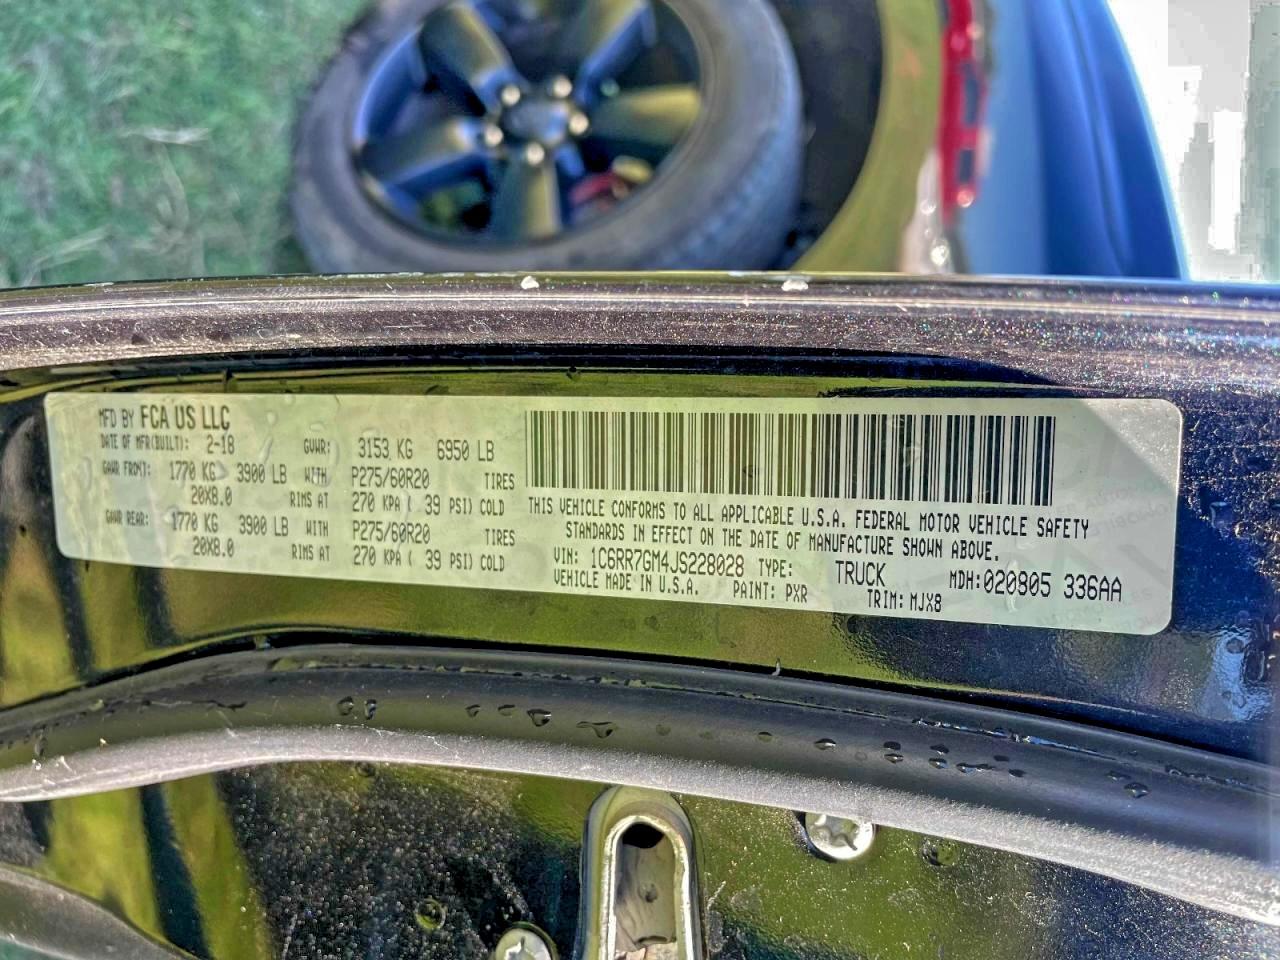 MFD BY FCA US LLC
DATE OF MFR(BUILT): 2-18 GVWR: 3153 KG 6950 LB
GAWR FRONT: 1770 KG 3900 LB WITH P275/60R20 TIRES
20X8.0 RIMS AT 270 KPA ( 39 PSI) COLD
GAWR REAR: 1770 KG 3900 LB WITH P275/60R20 TIRES
20X8.0 RIMS AT 270 KPA ( 39 PSI) COLD
THIS VEHICLE CONFORMS TO ALL APPLICABLE U.S.A. FEDERAL MOTOR VEHICLE SAFETY
STANDARDS IN EFFECT ON THE DATE OF MANUFACTURE SHOWN ABOVE.
VIN: 1C6RR7GM4JS228028 TYPE: TRUCK MDH:020805 336AA
VEHICLE MADE IN U.S.A. PAINT: PXR TRIM: MJX8